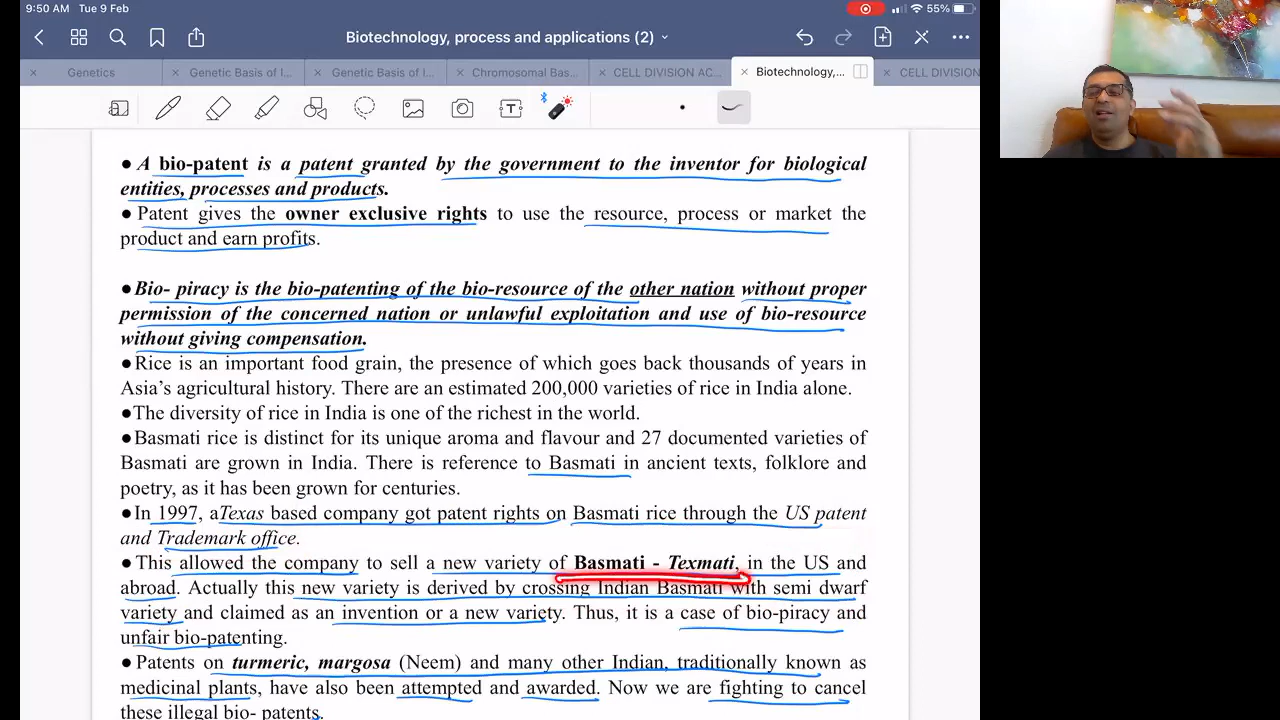 9:50 AM Tue 9 Feb
55%
Biotechnology, process and applications (2)
Genetics
Genetic Basis of I...
Genetic Basis of I...
Chromosomal Bas...
CELL DIVISION AC...
Biotechnology,...
CELL DIVISION
T
●A bio-patent is a patent granted by the government to the inventor for biological
entities, processes and products.
● Patent gives the owner exclusive rights to use the resource, process or market the
product and earn profits.
●Bio- piracy is the bio-patenting of the bio-resource of the other nation without proper
permission of the concerned nation or unlawful exploitation and use of bio-resource
without giving compensation.
●Rice is an important food grain, the presence of which goes back thousands of years in
Asia’s agricultural history. There are an estimated 200,000 varieties of rice in India alone.
●The diversity of rice in India is one of the richest in the world.
●Basmati rice is distinct for its unique aroma and flavour and 27 documented varieties of
Basmati are grown in India. There is reference to Basmati in ancient texts, folklore and
poetry, as it has been grown for centuries.
●In 1997, aTexas based company got patent rights on Basmati rice through the US patent
and Trademark office.
●This allowed the company to sell a new variety of Basmati - Texmati, in the US and
abroad. Actually this new variety is derived by crossing Indian Basmati with semi dwarf
variety and claimed as an invention or a new variety. Thus, it is a case of bio-piracy and
unfair bio-patenting.
●Patents on turmeric, margosa (Neem) and many other Indian, traditionally known as
medicinal plants, have also been attempted and awarded. Now we are fighting to cancel
these illegal bio- patents.